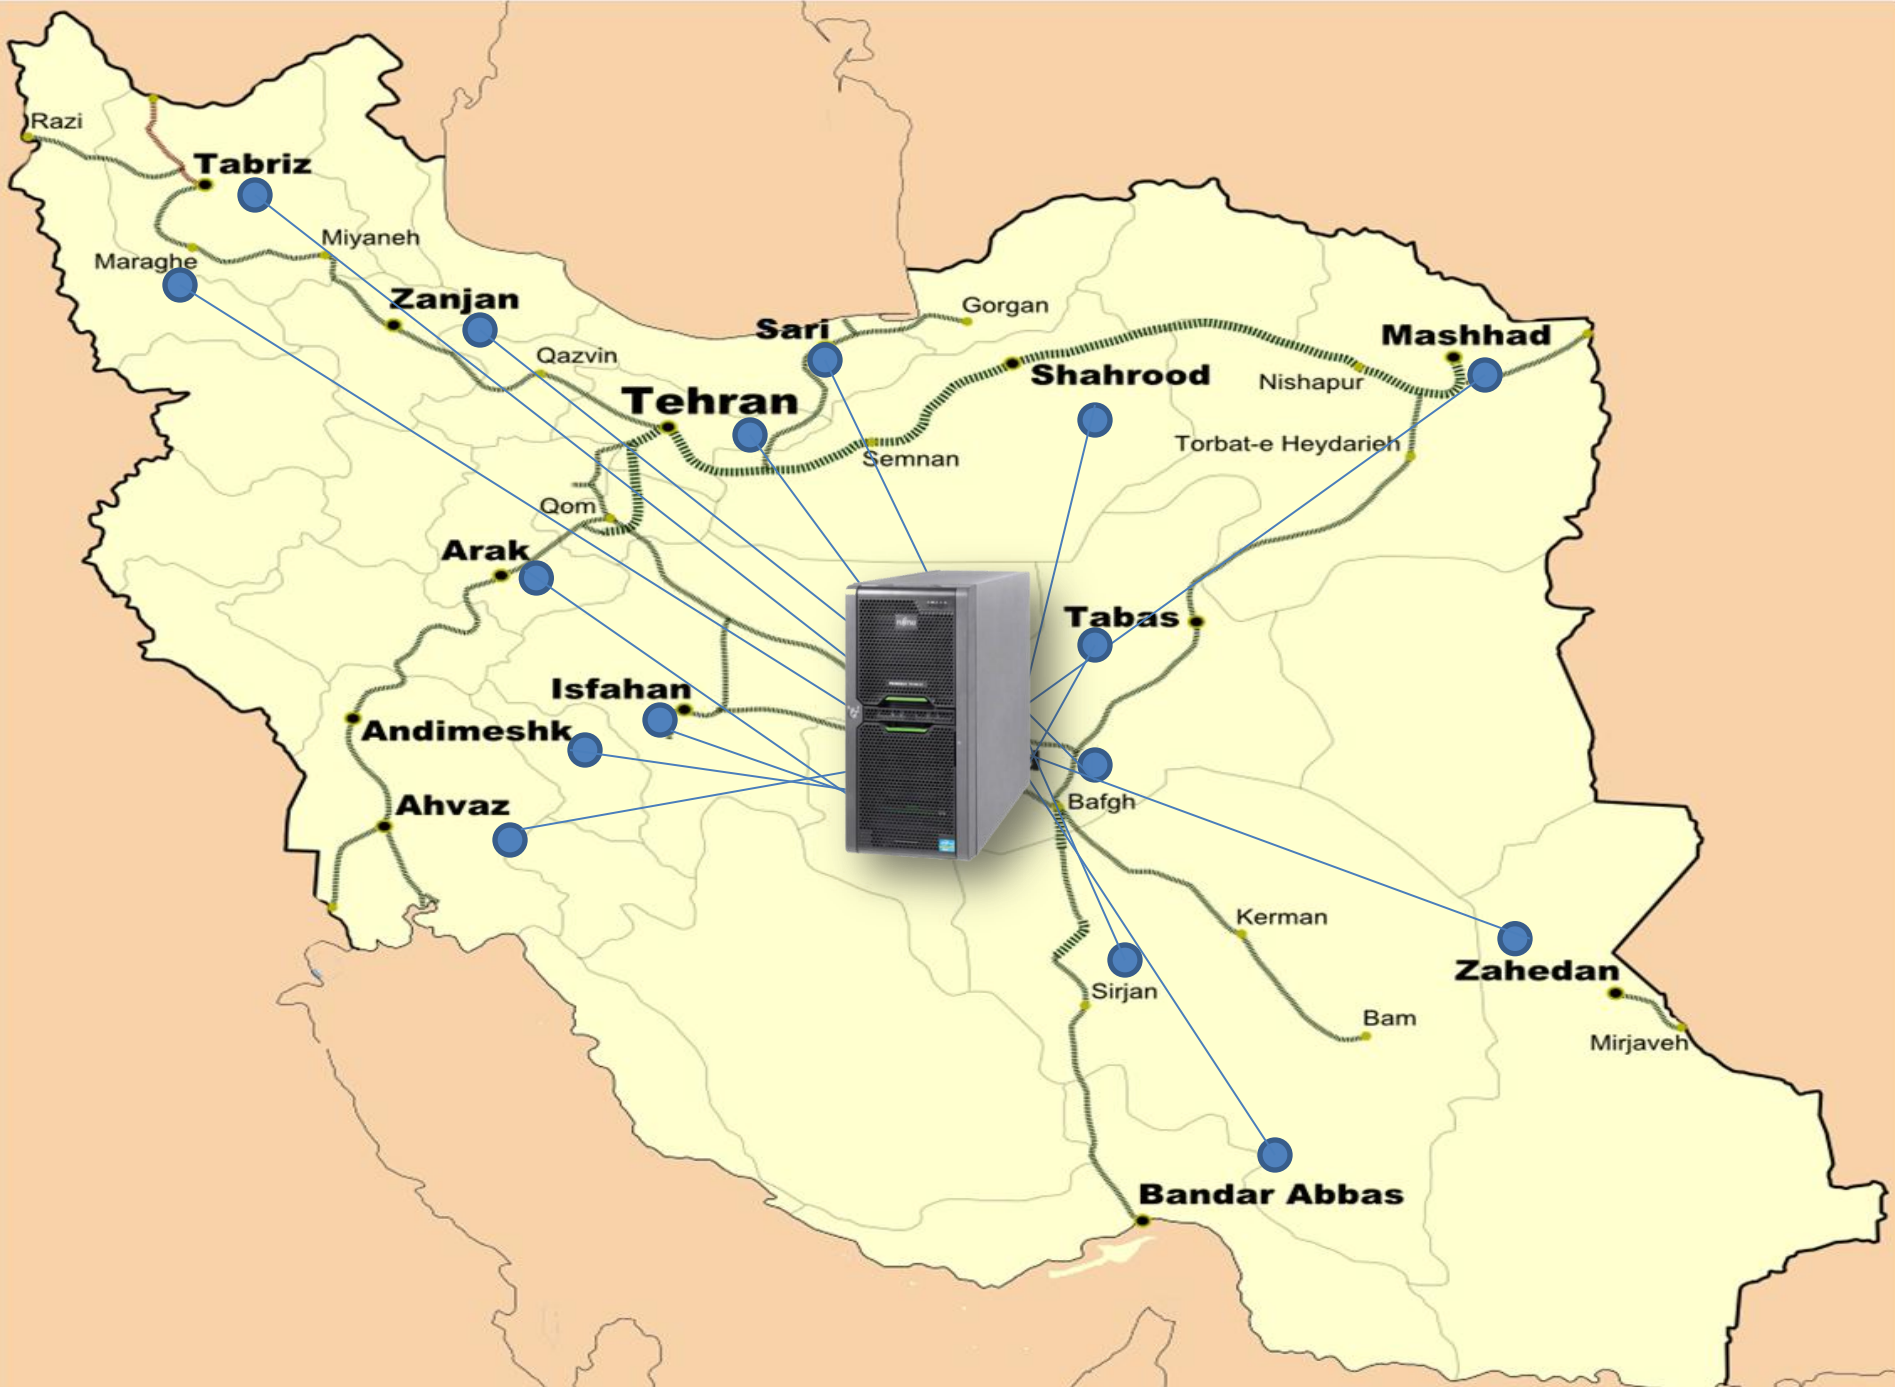 Razi
Tabriz
Miyaneh
Maraghe
Zanjan
Gorgan
Sari
Mashhad
Qazvin
Shahrood
Nishapur
Tehran
Torbat-e Heydarieh
Semnan
Qom
Arak
Tabas
Isfahan
Andimeshk
Bafgh
Ahvaz
Kerman
Zahedan
Sirjan
Bam
Mirjaveh
Bandar Abbas